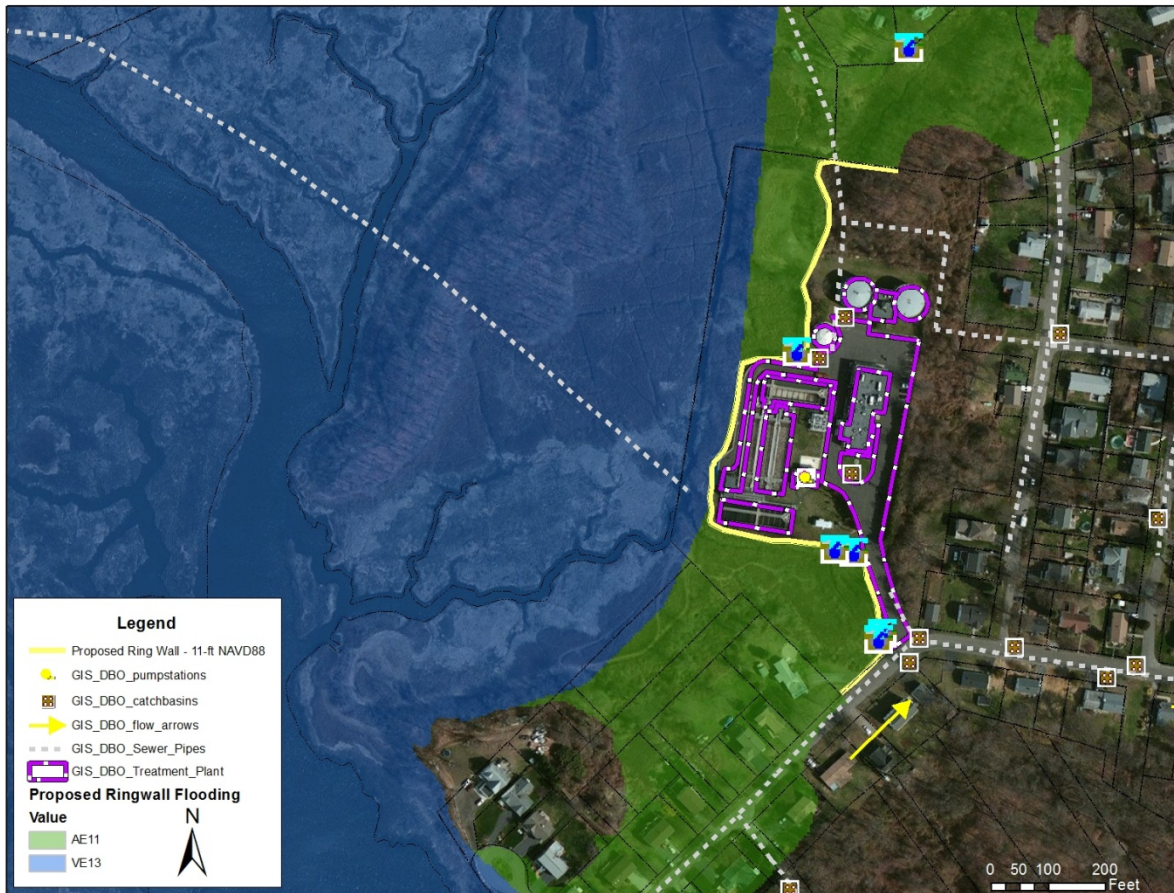 Legend
Proposed Ring Wall - 11-ft NAVD88
GIS_DBO_pumpstations
GIS_DBO_catchbasins
GIS_DBO_flow_arrows
GIS_DBO_Sewer_Pipes
GIS_DBO_Treatment_Plant
Proposed Ringwall Flooding
Value
N
AE11
VE13
0 50 100 200
Feet